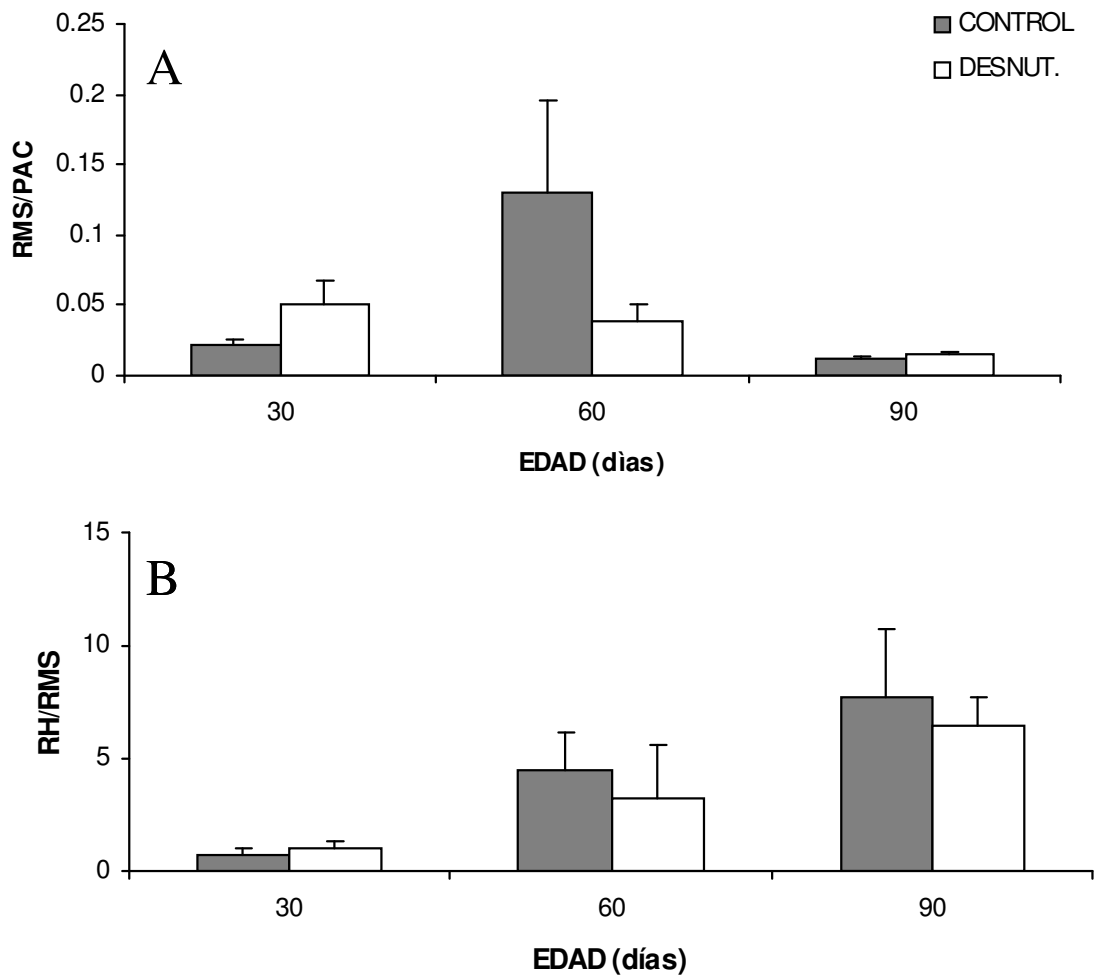 0.25
0.2
0.15
0.1
0.05
0
RMS/PAC
A
CONTROL
DESNUT.
30 60 90
EDAD (dìas)
15
10
5
0
RH/RMS
B
30 60 90
EDAD (días)